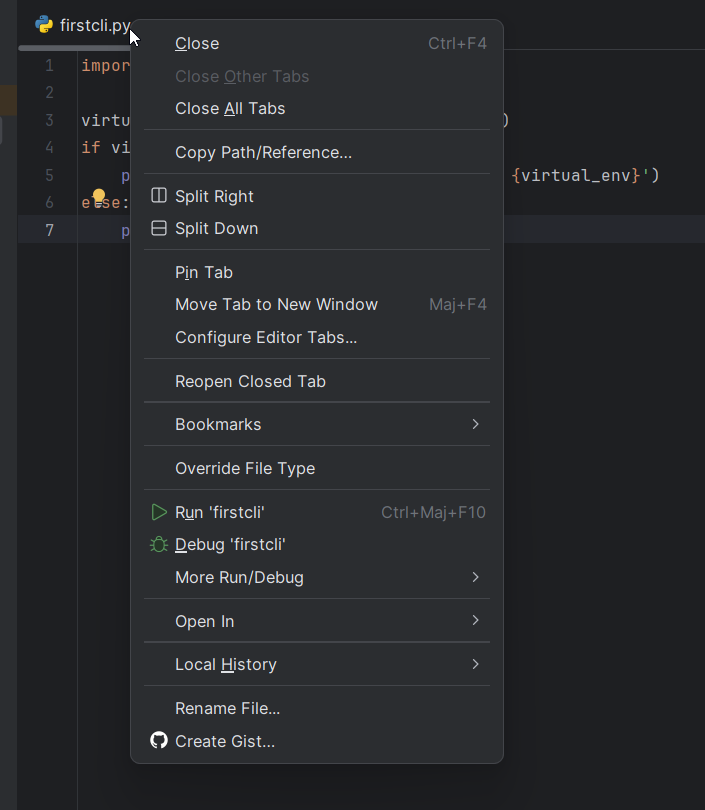 firstcli.py
Close Ctrl+F4
Close Other Tabs
Close All Tabs
Copy Path/Reference...
Split Right
Split Down
Pin Tab
Move Tab to New Window Maj+F4
Configure Editor Tabs...
Reopen Closed Tab
Bookmarks
Override File Type
Run 'firstcli' Ctrl+Maj+F10
Debug 'firstcli'
More Run/Debug
Open In
Local History
Rename File...
Create Gist...
1 impor
2
3 virtu )
4 if vi
5 p {virtual_env}')
6 else:
7 p